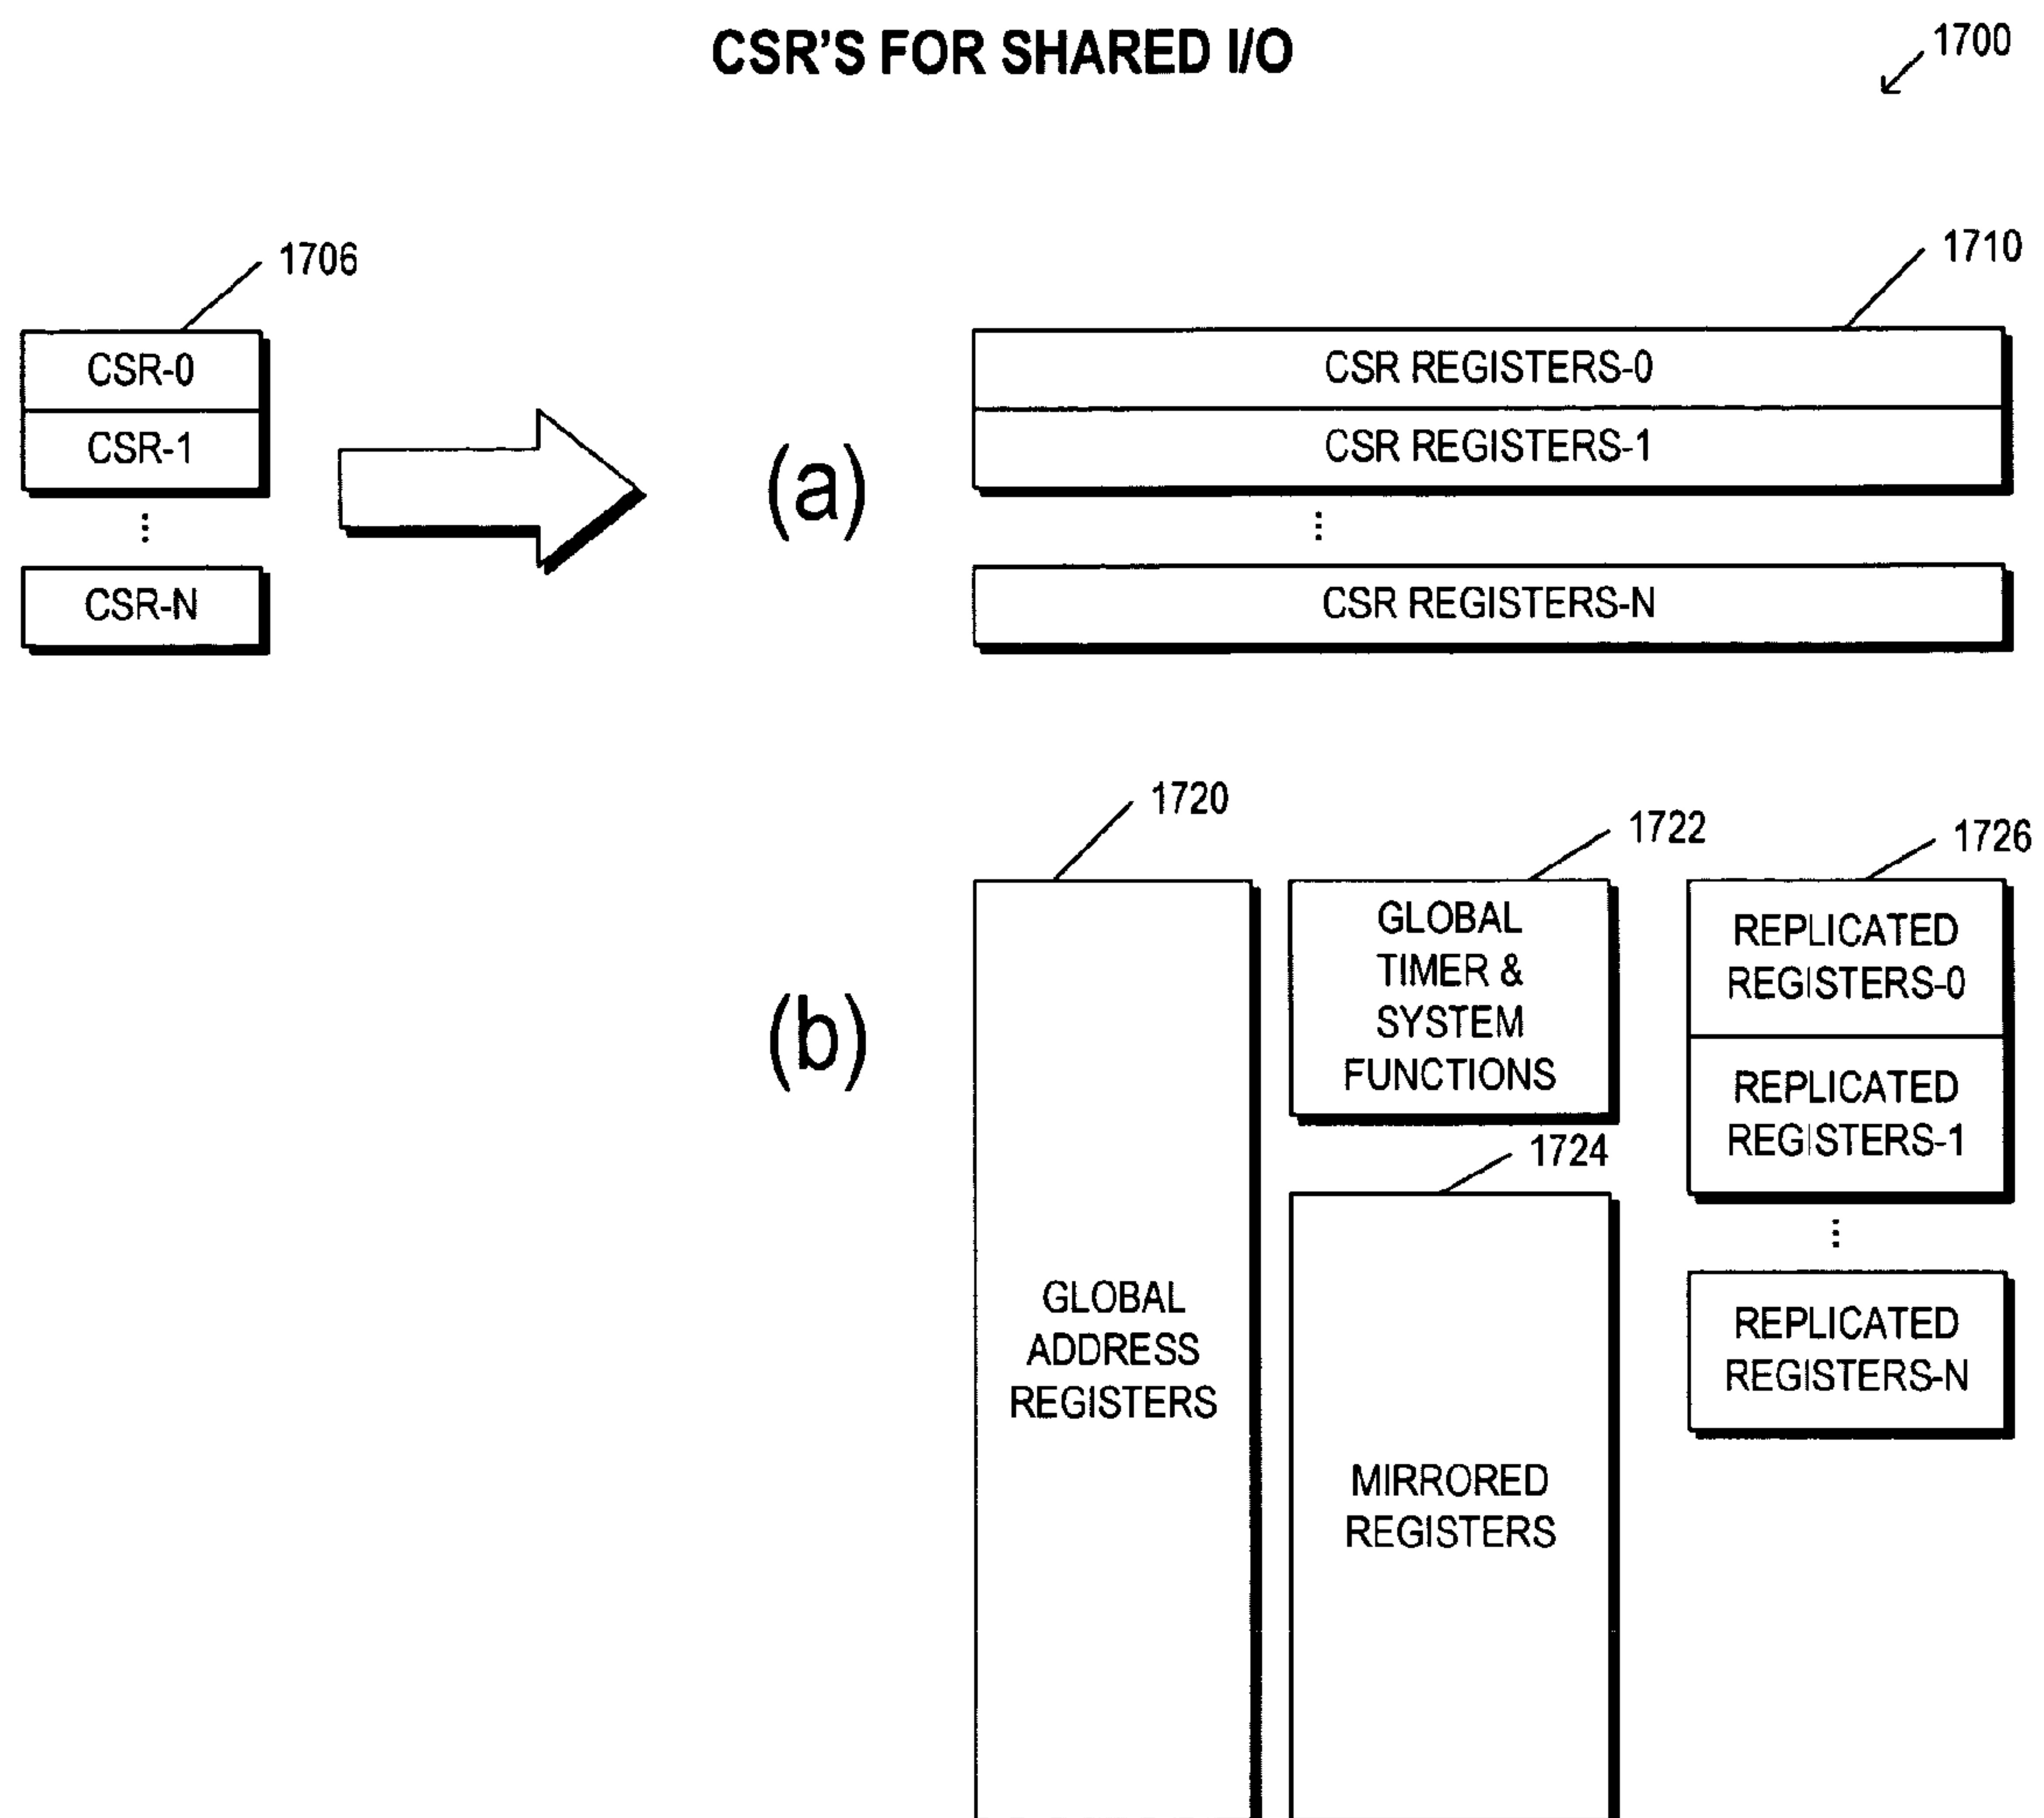 CSR'S FOR SHARED I/O
1700
1706
1710
CSR-0
CSR-1
⋮
CSR-N
(a)
CSR REGISTERS-0
CSR REGISTERS-1
⋮
CSR REGISTERS-N
(b)
1720
1722
1726
GLOBAL
ADDRESS
REGISTERS
GLOBAL
TIMER &
SYSTEM
FUNCTIONS
1724
MIRRORED
REGISTERS
REPLICATED
REGISTERS-0
REPLICATED
REGISTERS-1
⋮
REPLICATED
REGISTERS-N